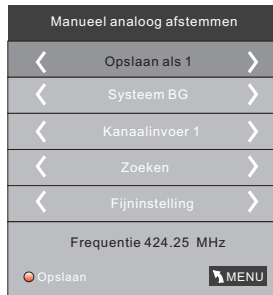 Manueel analoog afstemmen
Opslaan als 1
Systeem BG
Kanaalinvoer 1
Zoeken
Fijninstelling
Frequentie 424.25 MHz
Opslaan MENU